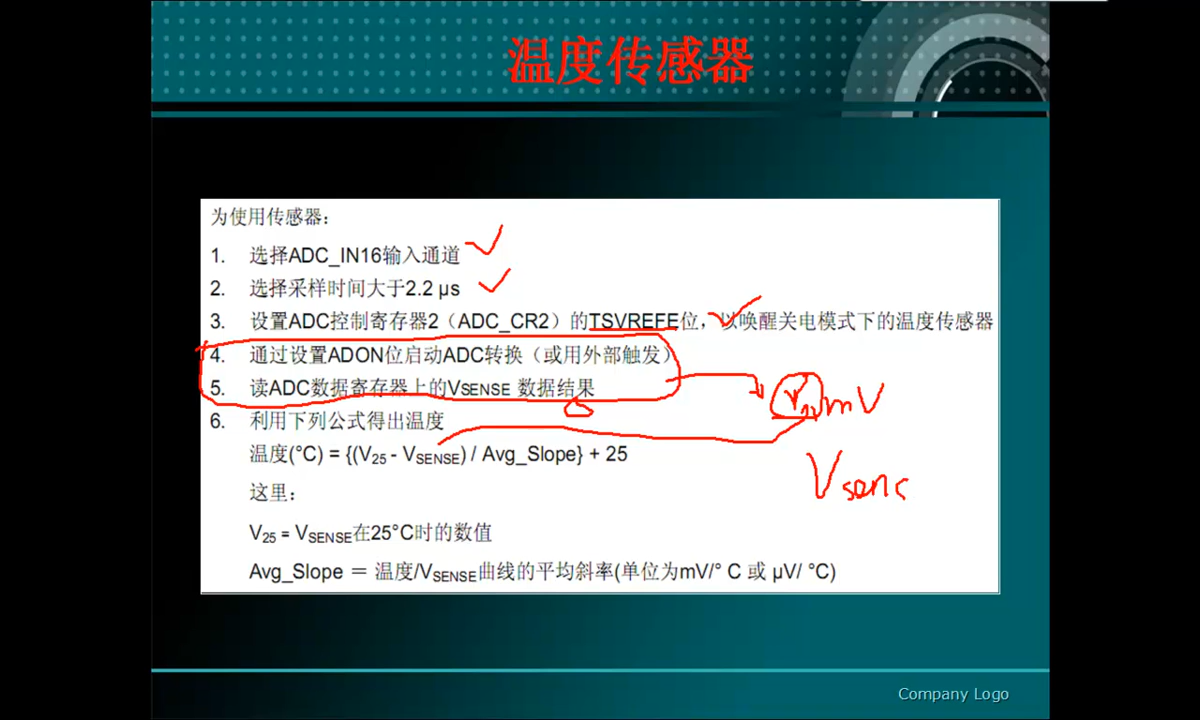 温度传感器
为使用传感器：
1. 选择ADC_IN16输入通道
2. 选择采样时间大于2.2 μs
3. 设置ADC控制寄存器2（ADC_CR2）的TSVREFE位，以唤醒关电模式下的温度传感器
4. 通过设置ADON位启动ADC转换（或用外部触发）
5. 读ADC数据寄存器上的VSENSE 数据结果
mV
6. 利用下列公式得出温度
温度(°C) = {(V25 - VSENSE) / Avg_Slope} + 25
Vsens
这里：
V25 = VSENSE在25°C时的数值
Avg_Slope ＝ 温度/VSENSE曲线的平均斜率(单位为mV/° C 或 μV/ °C)
Company Logo